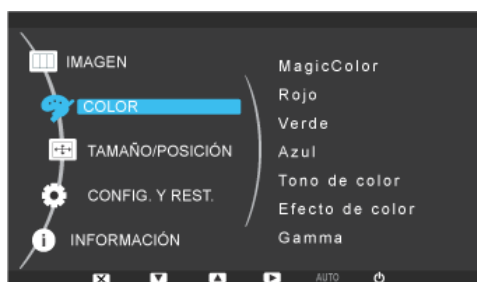 IMAGEN
COLOR
TAMAÑO/POSICIÓN
CONFIG. Y REST.
INFORMACIÓN
MagicColor
Rojo
Verde
Azul
Tono de color
Efecto de color
Gamma
AUTO